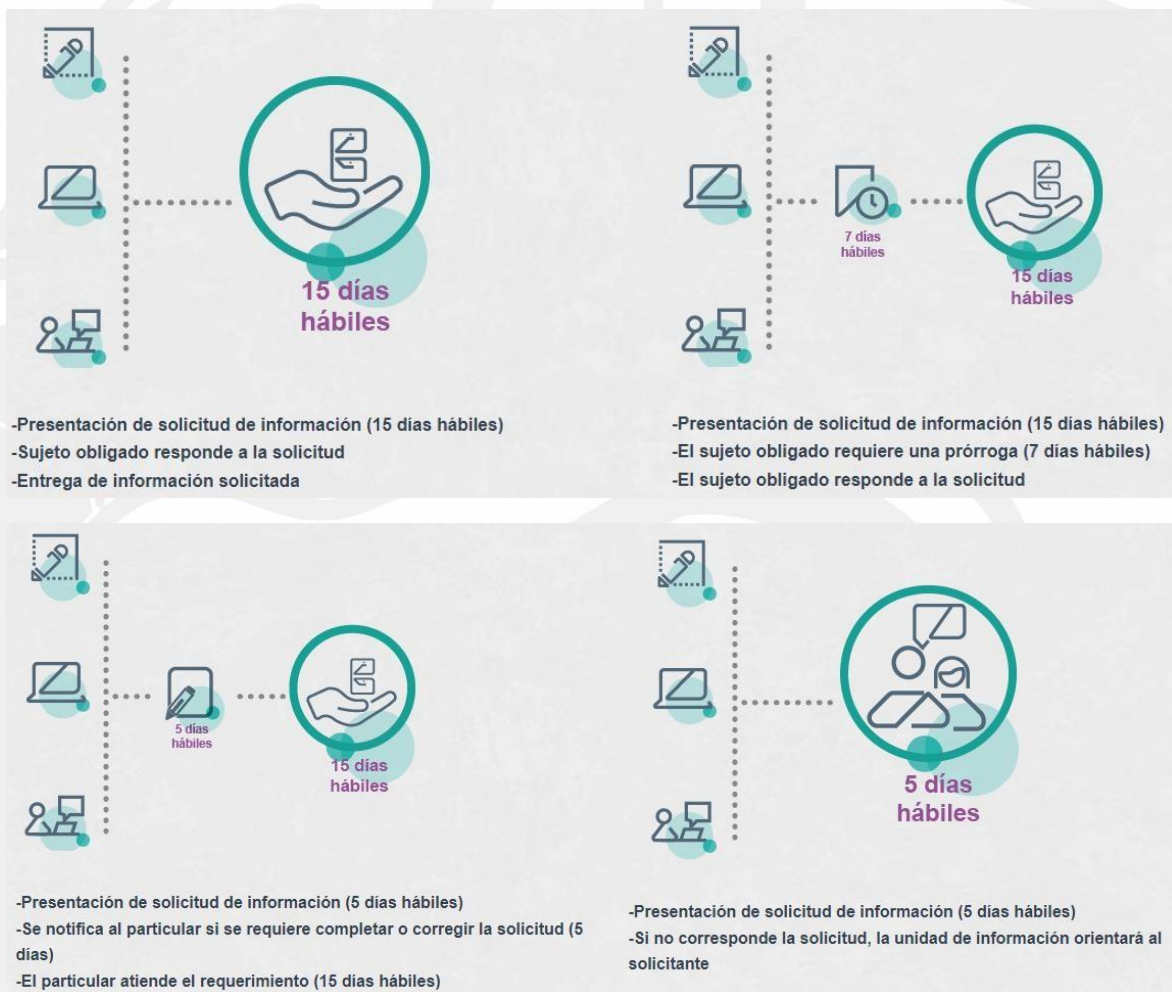 15 días
hábiles
-Presentación de solicitud de información (15 días hábiles)
-Sujeto obligado responde a la solicitud
-Entrega de información solicitada
7 días
hábiles
15 días
hábiles
-Presentación de solicitud de información (15 días hábiles)
-El sujeto obligado requiere una prórroga (7 días hábiles)
-El sujeto obligado responde a la solicitud
5 días
hábiles
15 días
hábiles
-Presentación de solicitud de información (5 días hábiles)
-Se notifica al particular si se requiere completar o corregir la solicitud (5
días)
-El particular atiende el requerimiento (15 días hábiles)
5 días
hábiles
-Presentación de solicitud de información (5 días hábiles)
-Si no corresponde la solicitud, la unidad de información orientará al
solicitante